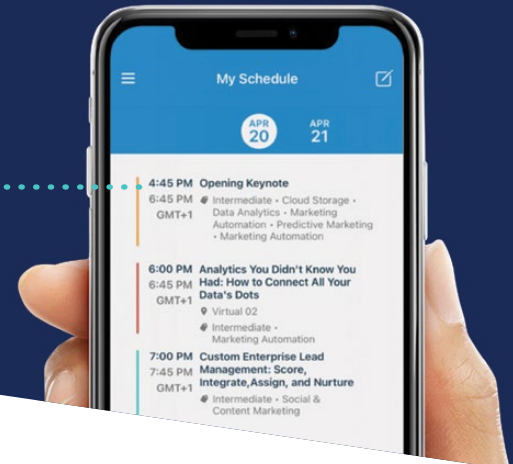 My Schedule
APR APR
20 21
4:45 PM Opening Keynote
6:45 PM Intermediate • Cloud Storage •
GMT+1 Data Analytics • Marketing
Automation • Predictive Marketing
• Marketing Automation
6:00 PM Analytics You Didn't Know You
6:45 PM Had: How to Connect All Your
GMT+1 Data's Dots
Virtual 02
Intermediate •
Marketing Automation
7:00 PM Custom Enterprise Lead
7:45 PM Management: Score,
GMT+1 Integrate,Assign, and Nurture
Intermediate • Social &
Content Marketing